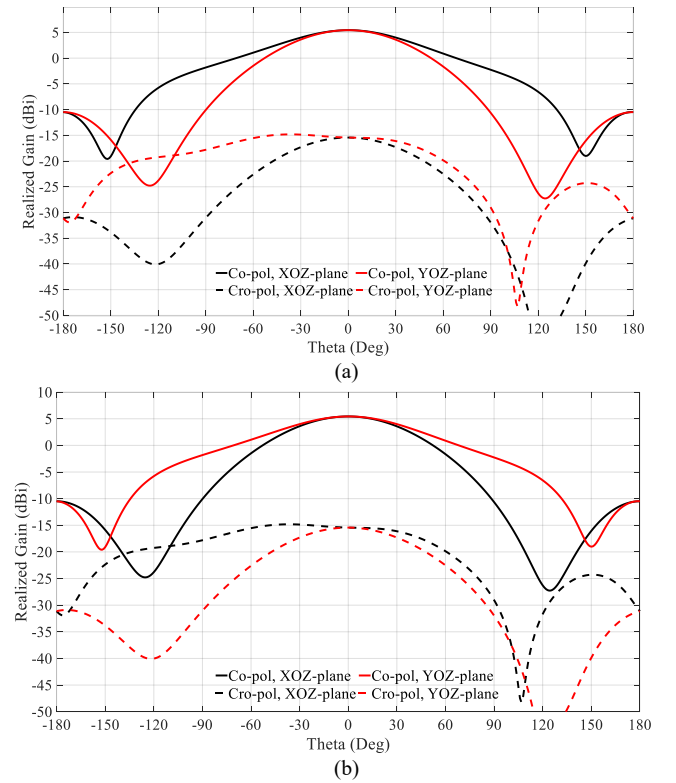 5
0
-5
-10
-15
-20
-25
-30
-35
-40
-45
-50
Realized Gain (dBi)
Co-pol, XOZ-plane Co-pol, YOZ-plane
Cro-pol, XOZ-plane Cro-pol, YOZ-plane
-180 -150 -120 -90 -60 -30 0 30 60 90 120 150 180
Theta (Deg)
(a)
10
5
0
-5
-10
-15
-20
-25
-30
-35
-40
-45
-50
Realized Gain (dBi)
Co-pol, XOZ-plane Co-pol, YOZ-plane
Cro-pol, XOZ-plane Cro-pol, YOZ-plane
-180 -150 -120 -90 -60 -30 0 30 60 90 120 150 180
Theta (Deg)
(b)